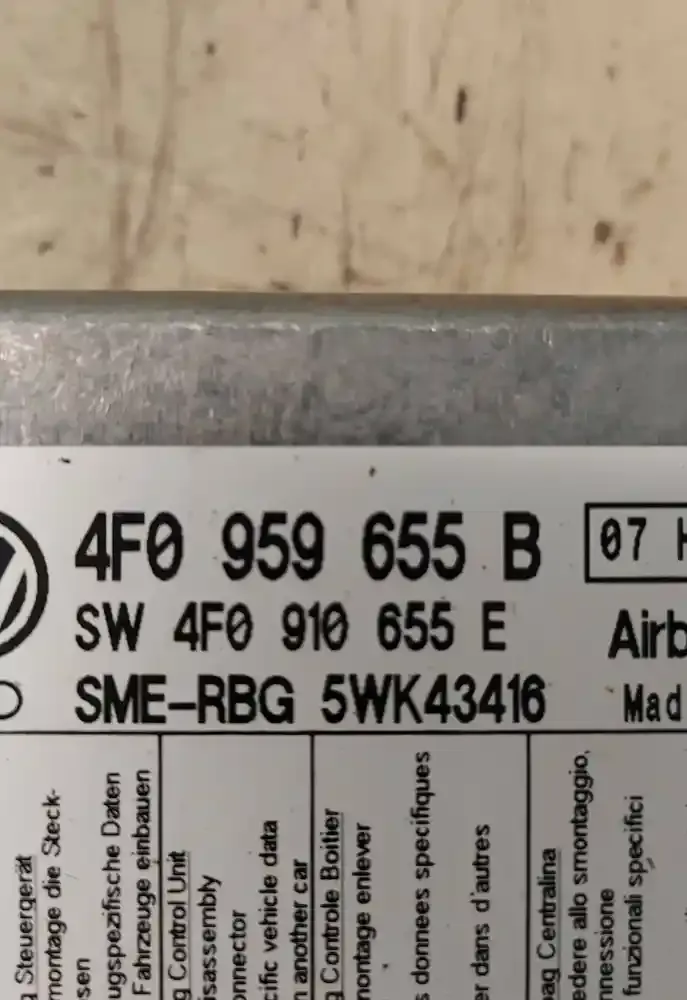 4F0 959 655 B
07 H
SW 4F0 910 655 E
Airb
SME-RBG 5WK43416
Mad
g Steuergerät
montage die Steck-
sen
ugspezifische Daten
Fahrzeuge einbauen
g Control Unit
isassembly
onnector
cific vehicle data
n another car
g Controle Boitier
montage enlever
s donnees specifiques
er dans d'autres
ag Centralina
edere allo smontaggio,
nnessione
funzionali specifici